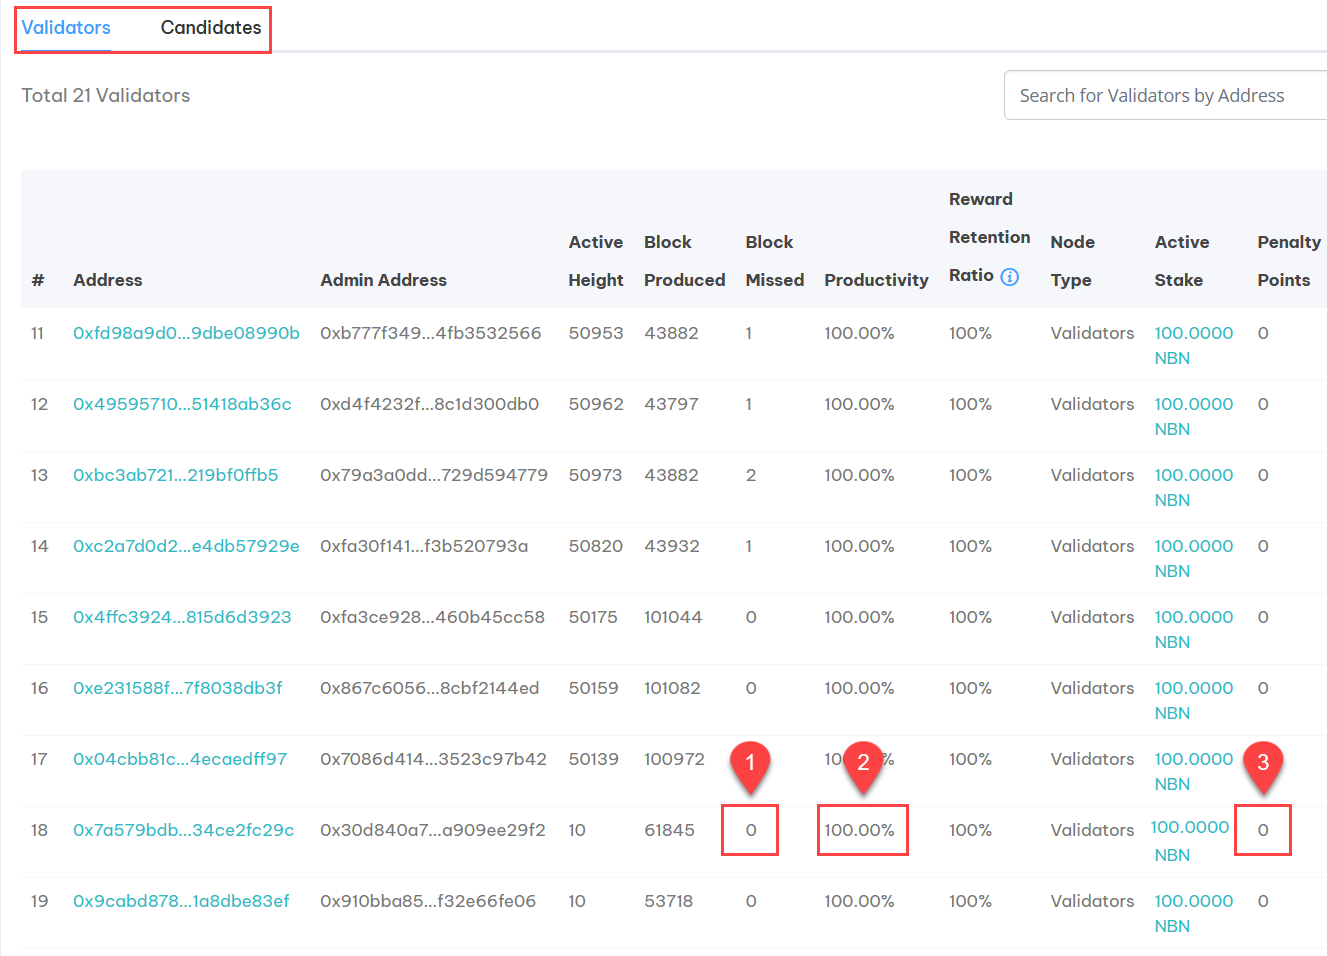 Validators Candidates
Total 21 Validators
Search for Validators by Address
# Address Admin Address Active Height Block Produced Block Missed Productivity Reward Retention Ratio Node Type Active Stake Penalty Points
11 0xfd98a9d0...9dbe08990b 0xb777f349...4fb3532566 50953 43882 1 100.00% 100% Validators 100.0000 NBN 0
12 0x49595710...51418ab36c 0xd4f4232f...8c1d300db0 50962 43797 1 100.00% 100% Validators 100.0000 NBN 0
13 0xbc3ab721...219bf0ffb5 0x79a3a0dd...729d594779 50973 43882 2 100.00% 100% Validators 100.0000 NBN 0
14 0xc2a7d0d2...e4db57929e 0xfa30f141...f3b520793a 50820 43932 1 100.00% 100% Validators 100.0000 NBN 0
15 0x4ffc3924...815d6d3923 0xfa3ce928...460b45cc58 50175 101044 0 100.00% 100% Validators 100.0000 NBN 0
16 0xe231588f...7f8038db3f 0x867c6056...8cbf2144ed 50159 101082 0 100.00% 100% Validators 100.0000 NBN 0
17 0x04cbb81c...4ecaedff97 0x7086d414...3523c97b42 50139 100972 1 2 100% Validators 100.0000 NBN 3
18 0x7a579bdb...34ce2fc29c 0x30d840a7...a909ee29f2 10 61845 0 100.00% 100% Validators 100.0000 NBN 0
19 0x9cabd878...1a8dbe83ef 0x910bba85...f32e66fe06 10 53718 0 100.00% 100% Validators 100.0000 NBN 0